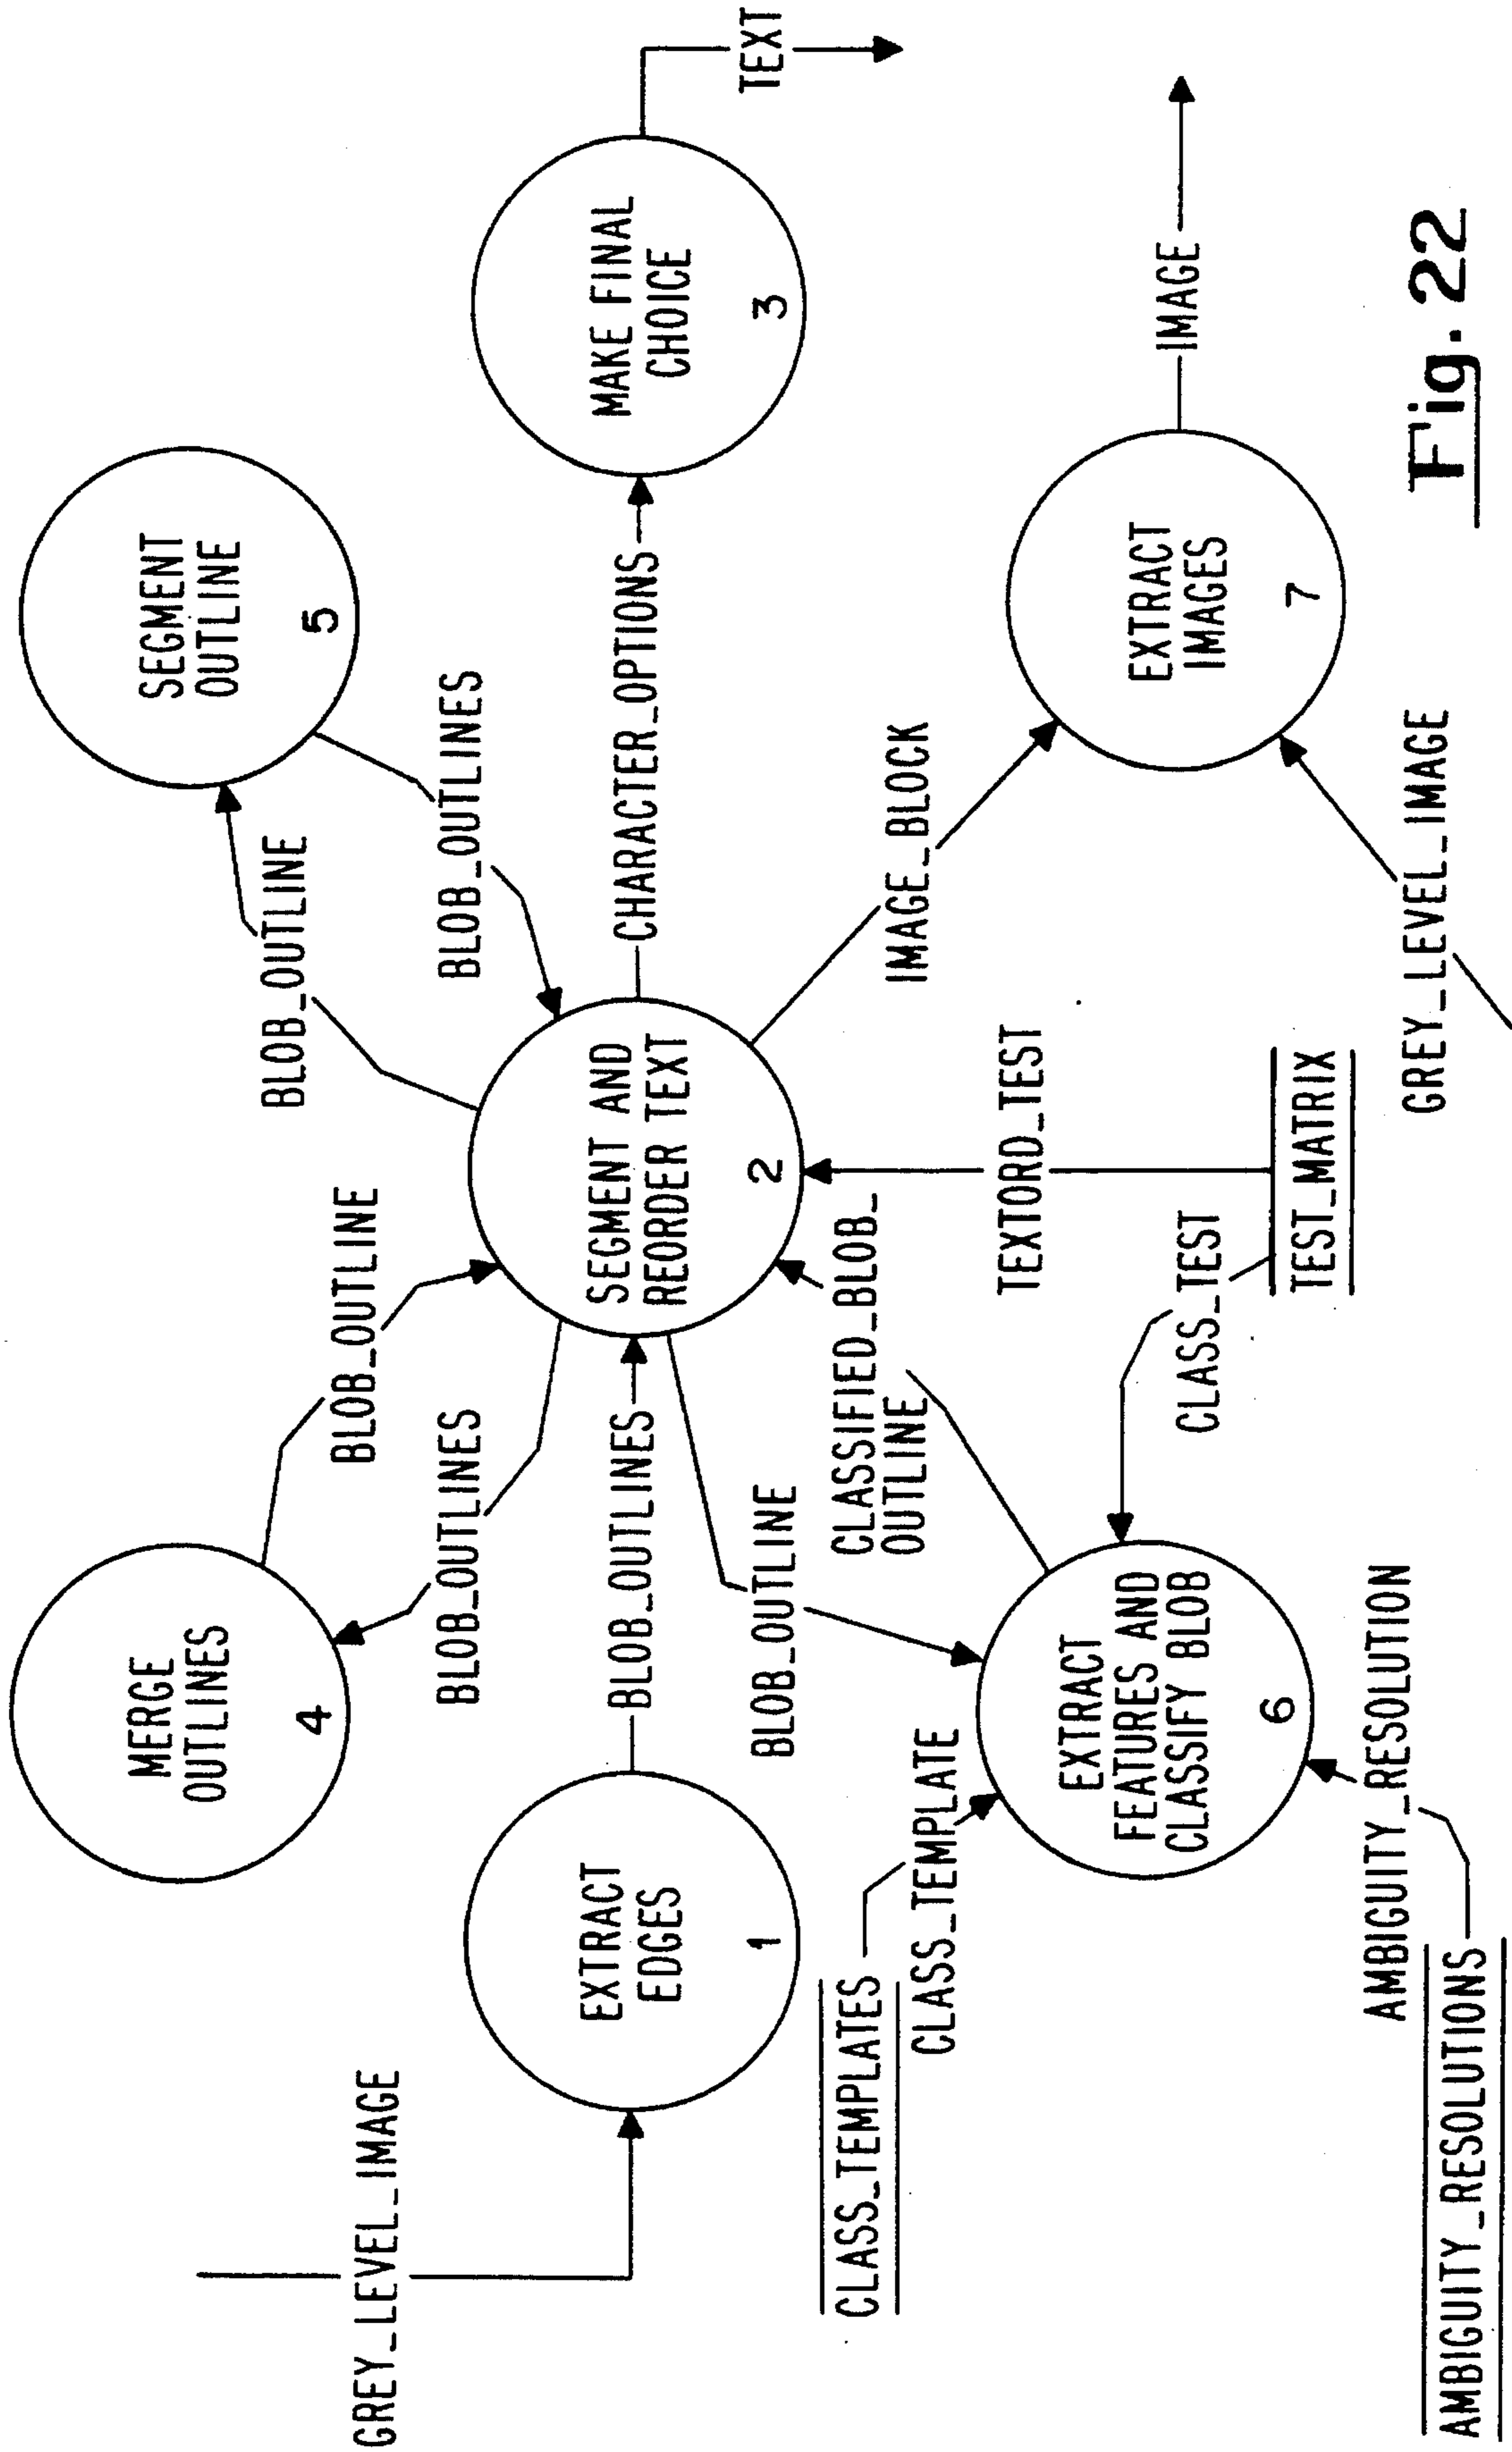 GREY_LEVEL_IMAGE
EXTRACT
EDGES
1
MERGE
OUTLINES
4
BLOB_OUTLINE
BLOB_OUTLINES
BLOB_OUTLINES
BLOB_OUTLINE
SEGMENT AND
REORDER TEXT
2
BLOB_OUTLINE
BLOB_OUTLINES
SEGMENT
OUTLINE
5
CHARACTER_OPTIONS
MAKE FINAL
CHOICE
3
TEXT
CLASS_TEMPLATES
CLASS_TEMPLATE
CLASSIFIED_BLOB_
OUTLINE
EXTRACT
FEATURES AND
CLASSIFY BLOB
6
AMBIGUITY_RESOLUTION
AMBIGUITY_RESOLUTIONS
CLASS_TEST
TEXTORD_TEST
TEST_MATRIX
IMAGE_BLOCK
EXTRACT
IMAGES
7
IMAGE
GREY_LEVEL_IMAGE
Fig. 22